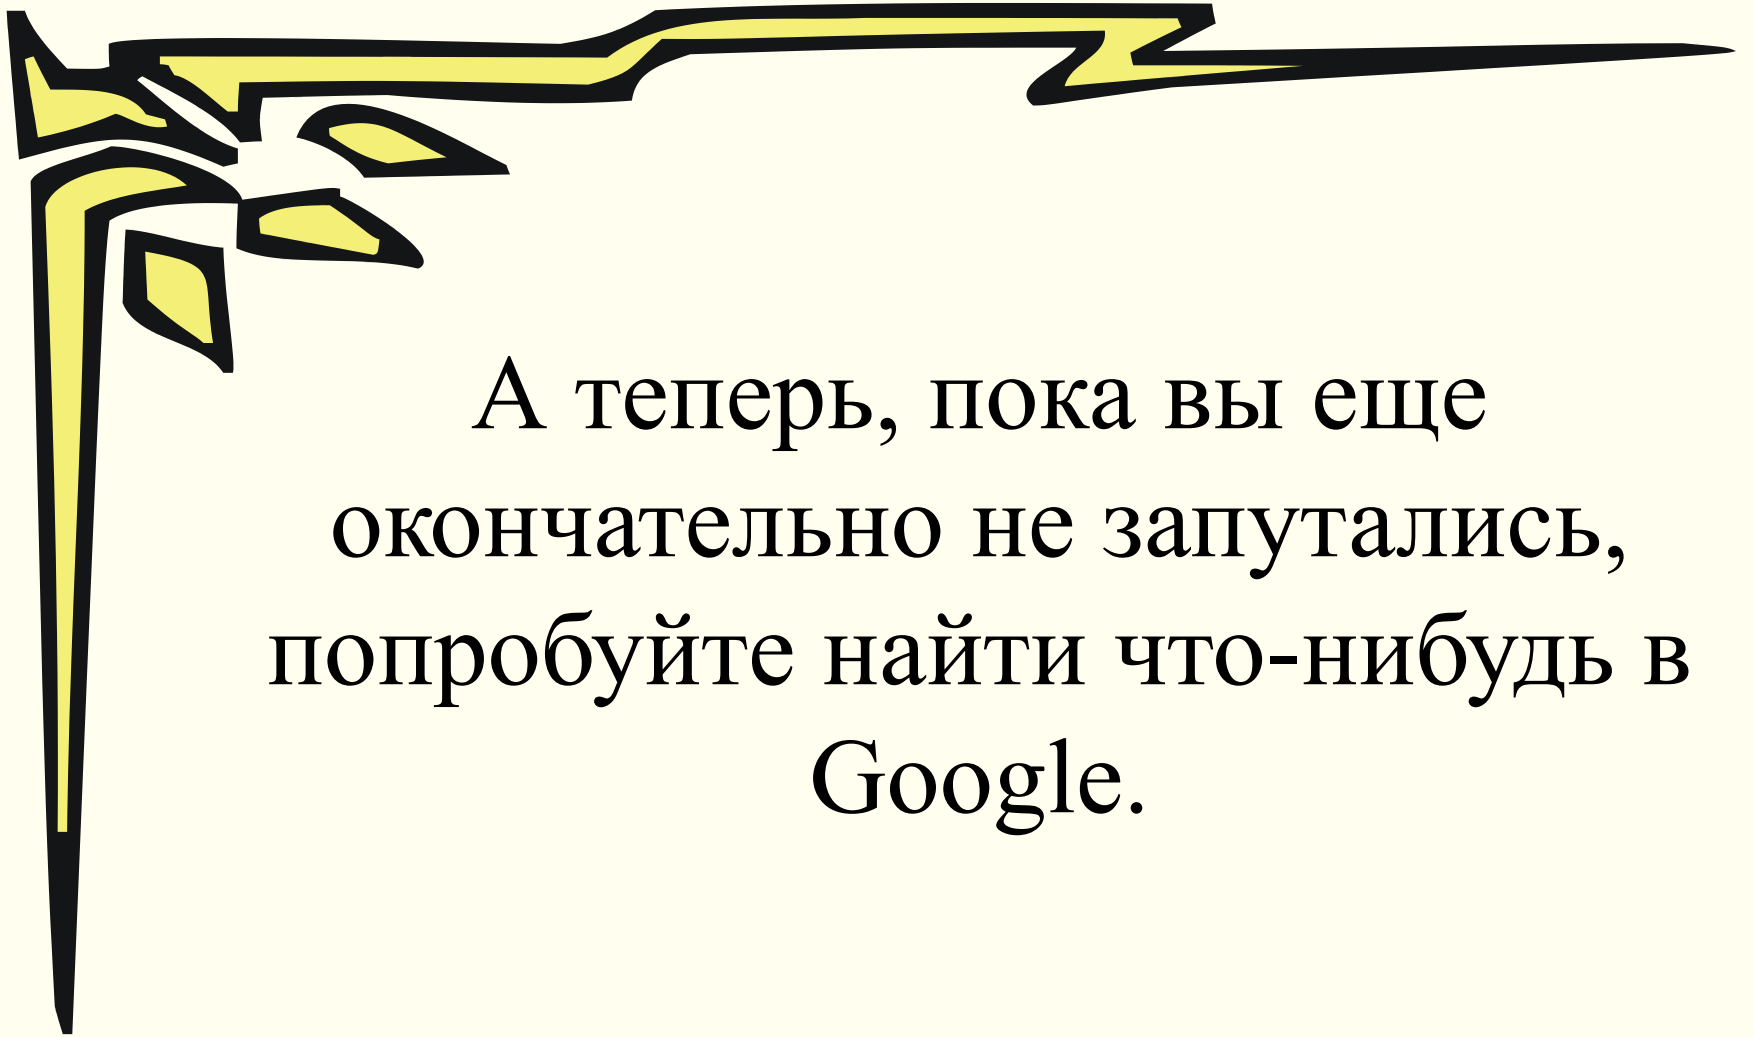 А теперь, пока вы еще
окончательно не запутались,
попробуйте найти что-нибудь в
Google.